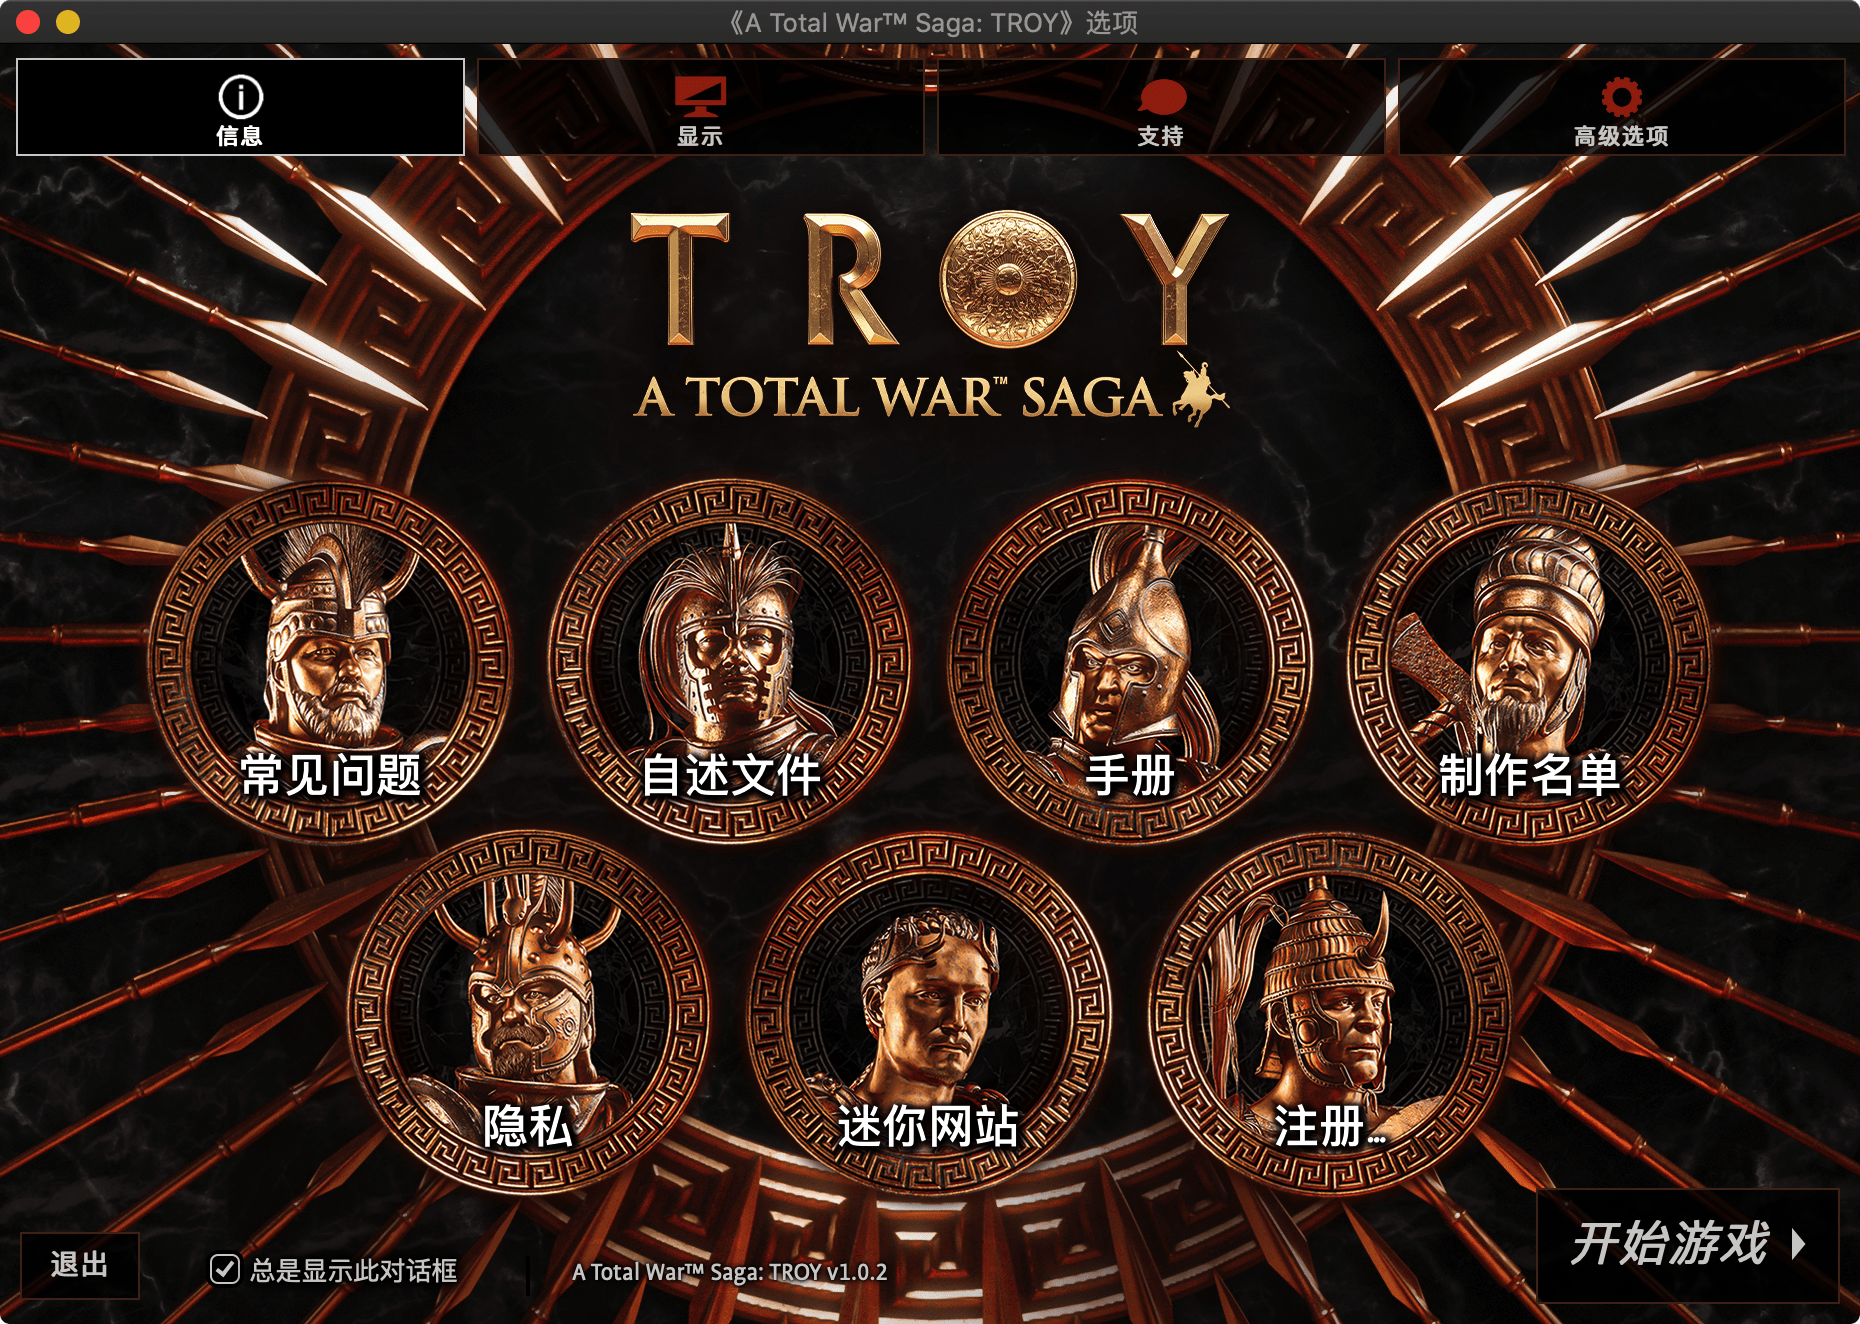 《A Total War™ Saga: TROY》选项
信息
显示
支持
高级选项
TROY
A TOTAL WAR™ SAGA
常见问题
自述文件
手册
制作名单
隐私
迷你网站
注册...
退出
总是显示此对话框
A Total War™ Saga: TROY v1.0.2
开始游戏